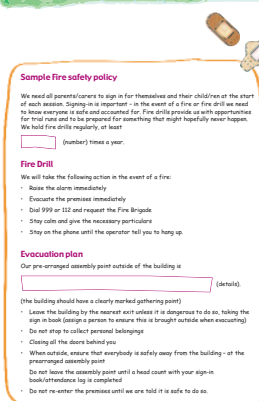 Sample Fire safety policy
We need all parents/carers to sign in for themselves and their child/ren at the start
of each session. Signing-in is important – in the event of a fire or fire drill we need
to know everyone is safe and accounted for. Fire drills provide us with opportunities
for trial runs and to be prepared for something that might hopefully never happen.
We hold fire drills regularly, at least
(number) times a year.
Fire Drill
We will take the following action in the event of a fire:
• Raise the alarm immediately
• Evacuate the premises immediately
• Dial 999 or 112 and request the Fire Brigade
• Stay calm and give the necessary particulars
• Stay on the phone until the operator tell you to hang up.
Evacuation plan
Our pre-arranged assembly point outside of the building is
(details).
(the building should have a clearly marked gathering point)
• Leave the building by the nearest exit unless it is dangerous to do so, taking the
sign in book (assign a person to ensure this is brought outside when evacuating)
• Do not stop to collect personal belongings
• Closing all the doors behind you
• When outside, ensure that everybody is safely away from the building – at the
prearranged assembly point
Do not leave the assembly point until a head count with your sign-in
book/attendance log is completed
• Do not re-enter the premises until we are told it is safe to do so.